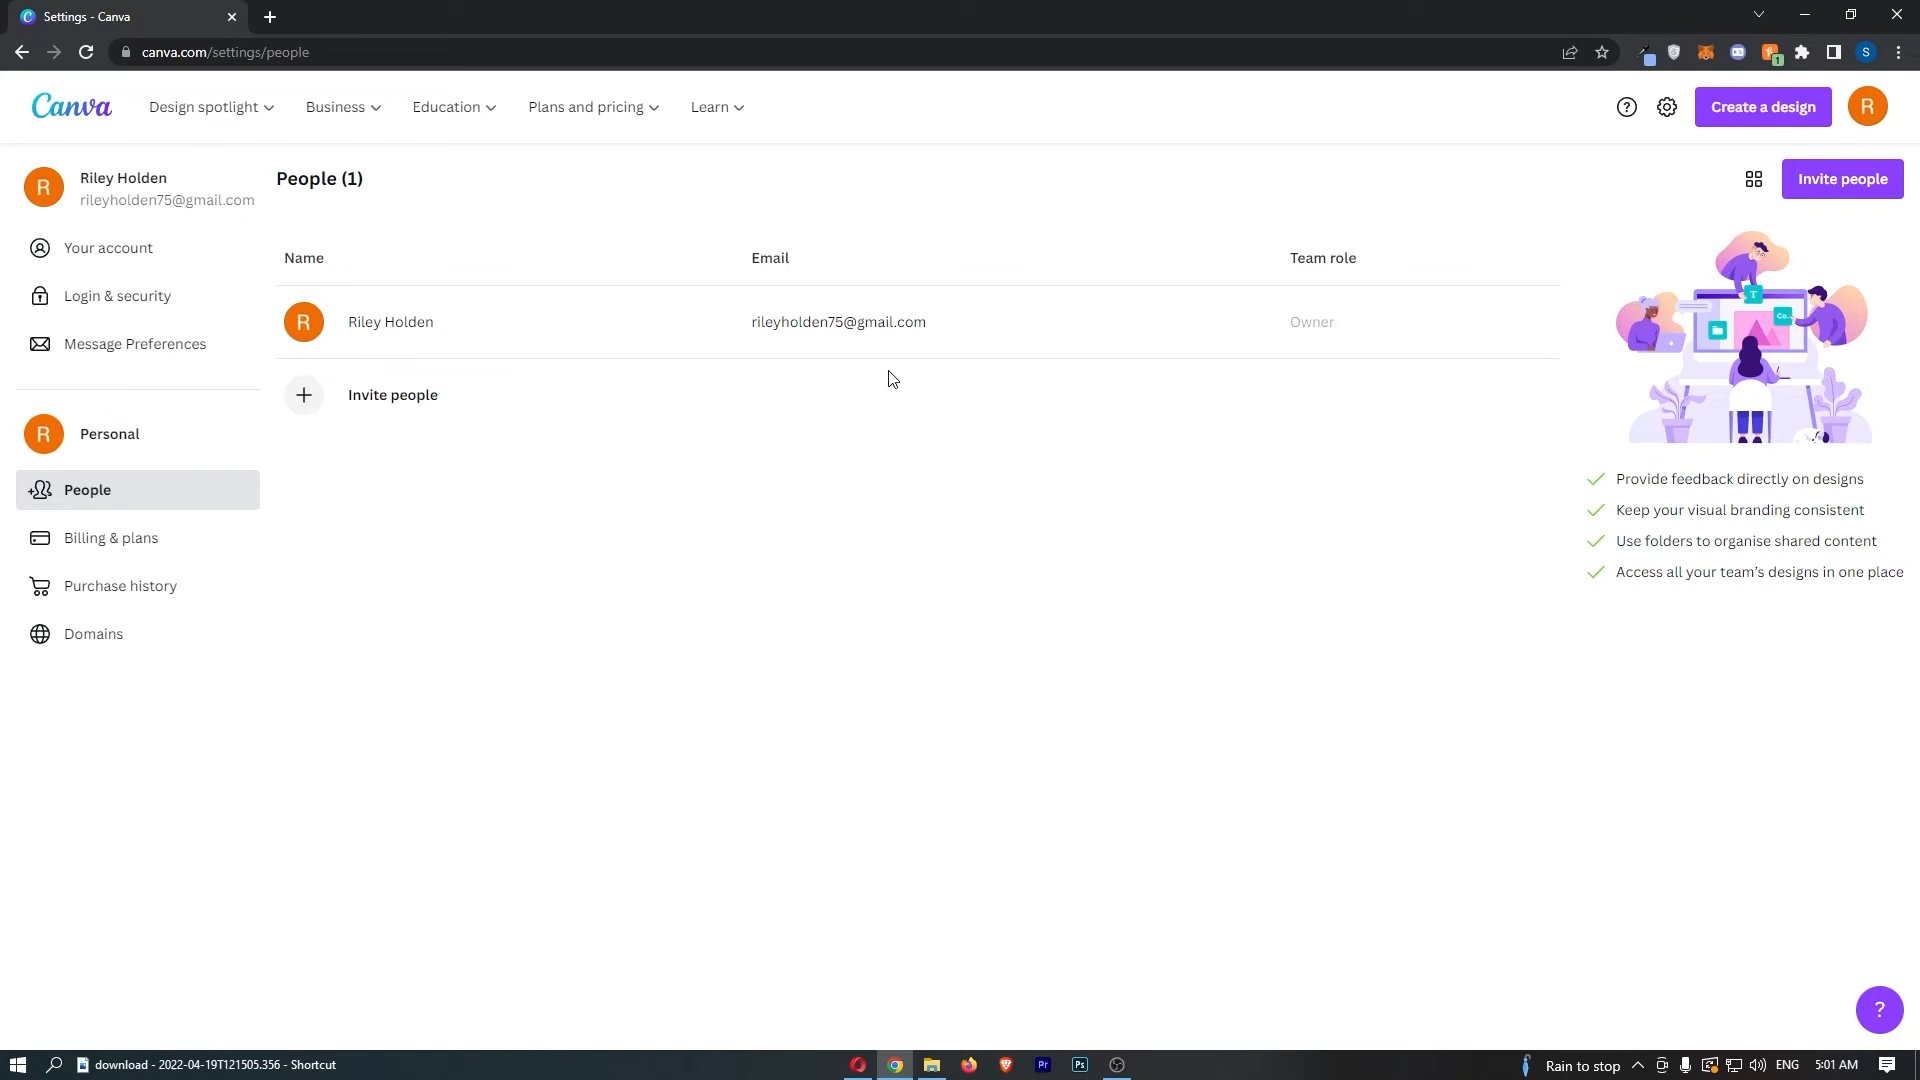 Settings - Canva
canva.com/settings/people
1
S
Canva
Design spotlight
Business
Education
Plans and pricing
Learn
?
Create a design
R
R
Riley Holden
rileyholden75@gmail.com
Your account
Login & security
Message Preferences
R
Personal
People
Billing & plans
Purchase history
Domains
People (1)
Invite people
Name
Email
Team role
R
Riley Holden
rileyholden75@gmail.com
Owner
+
Invite people
T
Co...
Provide feedback directly on designs
Keep your visual branding consistent
Use folders to organise shared content
Access all your team's designs in one place
?
download - 2022-04-19T121505.356 - Shortcut
Pr
Ps
Rain to stop
ENG
5:01 AM